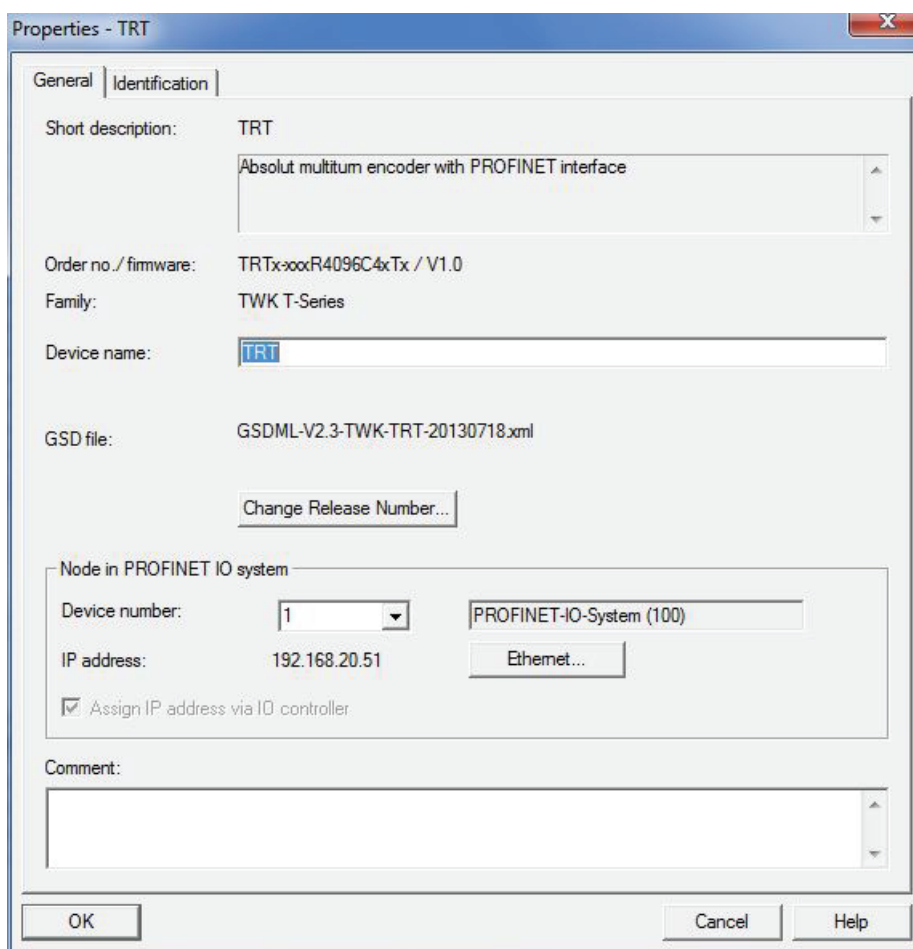 Properties - TRT
X
General Identification
Short description: TRT
Absolut multiturn encoder with PROFINET interface
Order no./ firmware: TRTx-xxxR4096C4xTx / V1.0
Family: TWK T-Series
Device name: TRT
GSD file: GSDML-V2.3-TWK-TRT-20130718.xml
Change Release Number...
Node in PROFINET IO system
Device number: 1 PROFINET-IO-System (100)
IP address: 192.168.20.51 Ethernet...
Assign IP address via IO controller
Comment:
OK Cancel Help